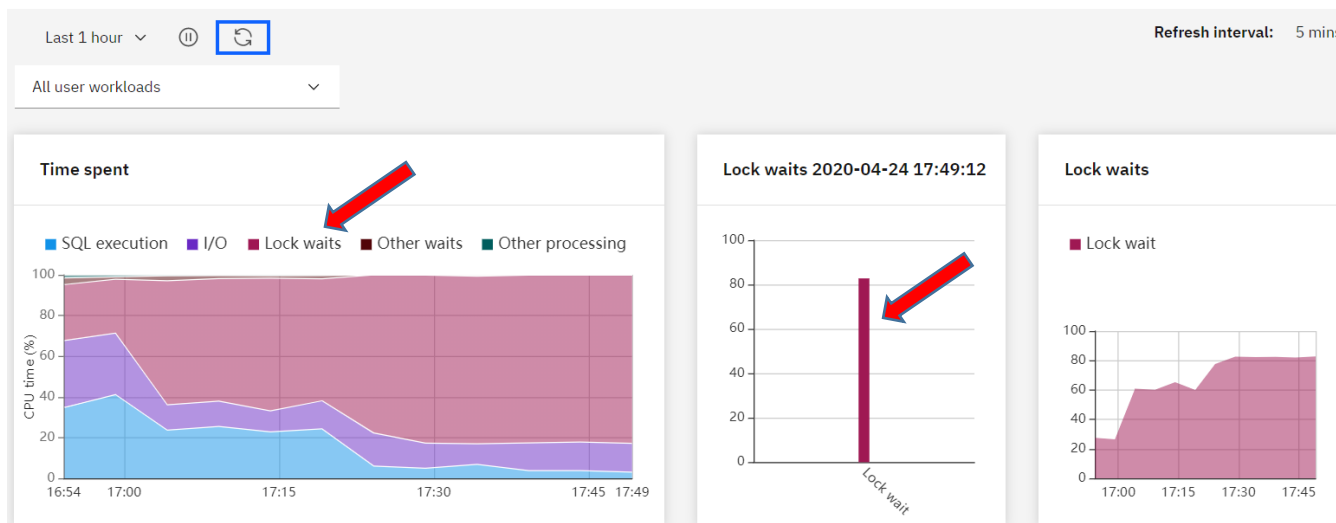 Last 1 hour
Refresh interval: 5 mins
All user workloads
Time spent
SQL execution I/O Lock waits Other waits Other processing
CPU time (%)
100
80
60
40
20
0
16:54 17:00 17:15 17:30 17:45 17:49
Lock waits 2020-04-24 17:49:12
100
80
60
40
20
0
Lock wait
Lock waits
Lock wait
100
80
60
40
20
0
17:00 17:15 17:30 17:45